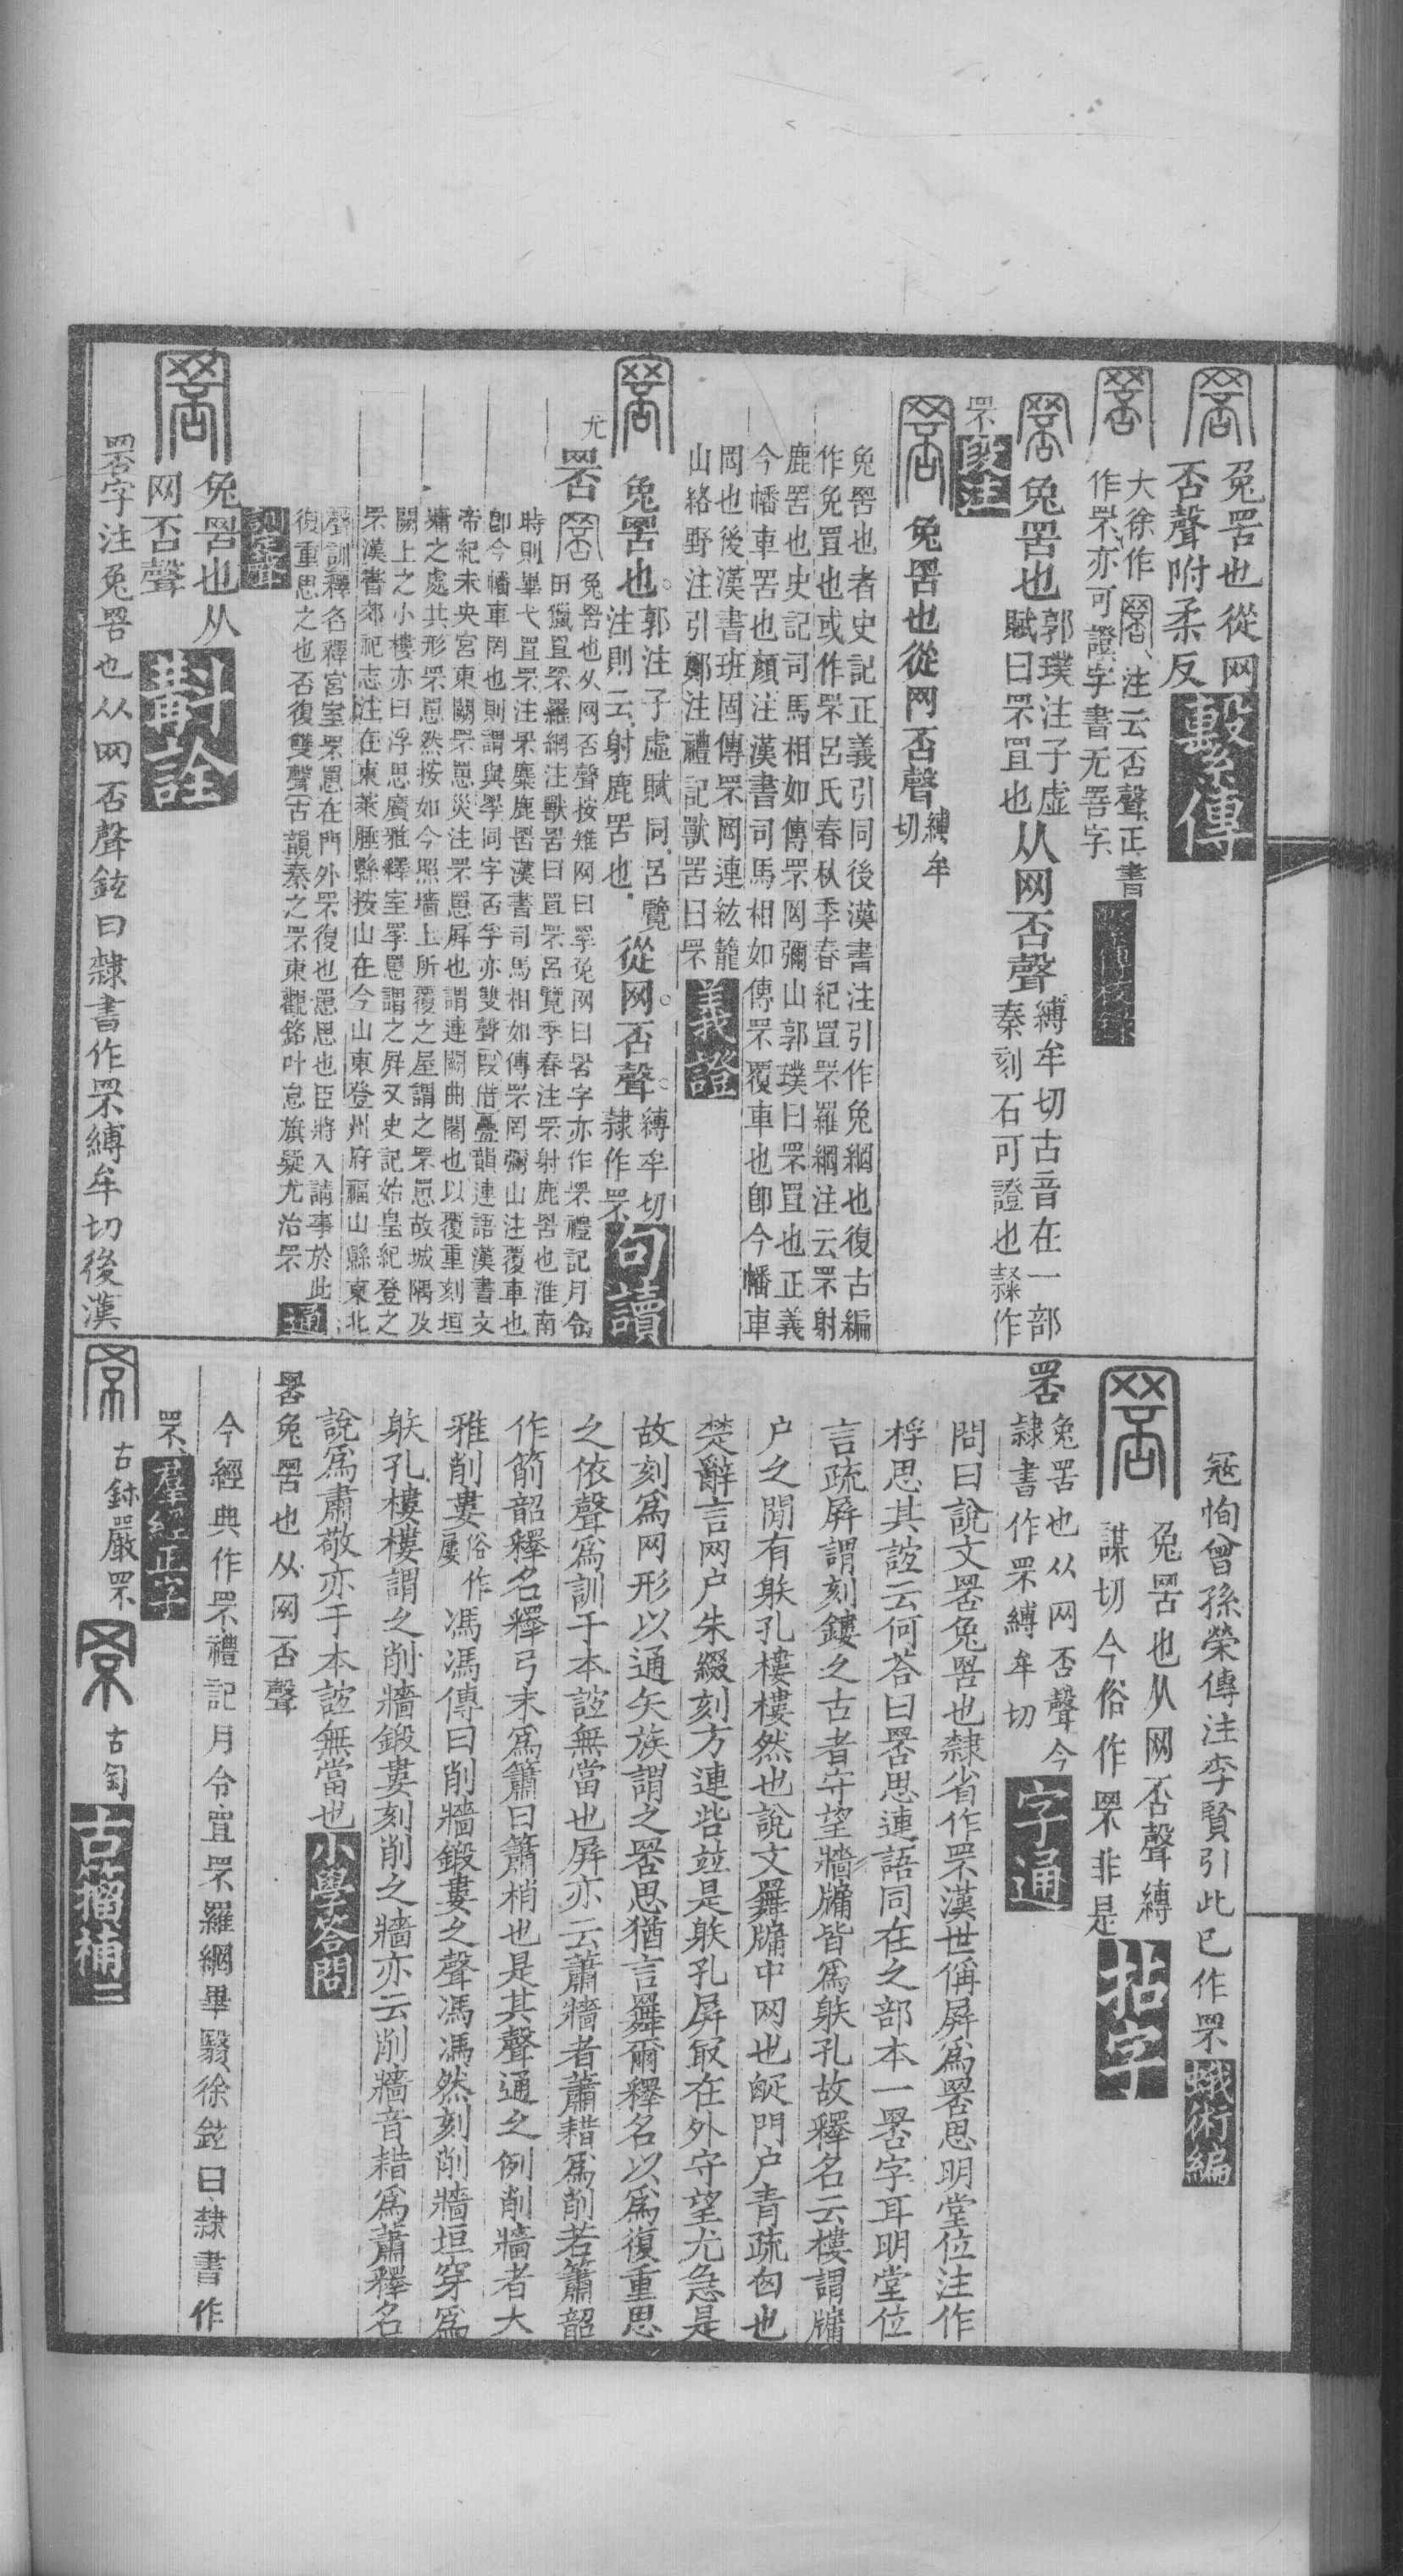 兔罟也從网
否聲附柔反
繫傳
大徐作䍖注云否聲正書
作罘亦可證字書无䍖字
繫傳校錄
兔罟也
郭璞注子虛
賦曰罘罝也
从网否聲
縛牟切古音在一部
秦刻石可證也隸作
罘
段注
兔罟也從网否聲
縛牟
切
兔罟也者史記正義引同後漢書注引作兔網也復古編
作兔罝也或作罘呂氏春秋季春紀罝罘羅網注云罘射
鹿罟也史記司馬相如傳罘罔彌山郭璞曰罘罝也正義
今幡車罟也顏注漢書司馬相如傳罘覆車也卽今幡車
罔也後漢書班固傳罘罔連紘籠
山絡野注引鄭注禮記獸罟曰罘
義證
兔罟也
郭注子虛賦同呂覽
注則云射鹿罟也
從网否聲
縛牟切
隸作罘
句讀
尤
䍖
兔罟也从网否聲按雉网曰罜兔网曰䍖字亦作罘禮記月令
田獵罝罘羅網注獸罟曰罝罘呂覽季春注罘射鹿罟也淮南
時則畢弋罝罘注罘麋鹿罟漢書司馬相如傳罘罔彌山注覆車也
卽今幡車罔也則謂與罦同字否孚亦雙聲叚借疊韻連語漢書文
帝紀未央宮東闕罘罳災注罘罳屏也謂連闕曲閣也以覆重刻垣
墉之處其形罘罳然按如今照墻上所覆之屋謂之罘罳故城隅及
闕上之小樓亦曰浮思廣雅釋室罘罳謂之屏又史記始皇紀登之
罘漢書郊祀志注在東萊腄縣按山在今山東登州府福山縣東北
聲訓釋名釋宮室罘罳在門外罘復也罳思也臣將入請事於此
復重思之也否復雙聲古韻秦之罘東觀銘叶怠旗疑尤治罘
通訓定聲
兔罟也从
网否聲
斠詮
䍖字注兔罟也从网否聲鉉曰隸書作罘縛牟切後漢
寇恂曾孫榮傳注李賢引此已作罘
蛾術編
兔罟也从网否聲縛
謀切今俗作罘非是
拈字
䍖
兔罟也从网否聲今
隸書作罘縛牟切
字通
問曰說文䍖兔罟也隸省作罘漢世偁屏爲䍖思明堂位注作
桴思其誼云何荅曰䍖思連語同在之部本一䍖字耳明堂位
言疏屏謂刻鏤之古者守望牆牖皆爲䠶孔故釋名云樓謂牖
户之閒有䠶孔樓樓然也說文䍢牖中网也䟽門户青疏囱也
楚辭言网户朱綴刻方連些竝是䠶孔屏㝡在外守望尤急是
故刻爲网形以通矢族謂之䍖思猶言䍢爾釋名以爲復重思
之依聲爲訓于本誼無當也屏亦云蕭牆者蕭耤爲削若簫韶
作箾韶釋名釋弓末爲簫曰簫梢也是其聲通之例削牆者大
雅削婁
俗作
屢
馮馮傳曰削牆鍛婁之聲馮馮然刻削牆垣穿爲
䠶孔樓樓謂之削牆鍛婁刻削之牆亦云削牆音耤爲蕭釋名
說爲肅敬亦于本誼無當也
小學答問
䍖兔罟也从网否聲
今經典作罘禮記月令罝罘羅網畢翳徐鉉曰隸書作
罘
羣經正字
古鉥嚴罘
古匋
古籀補二